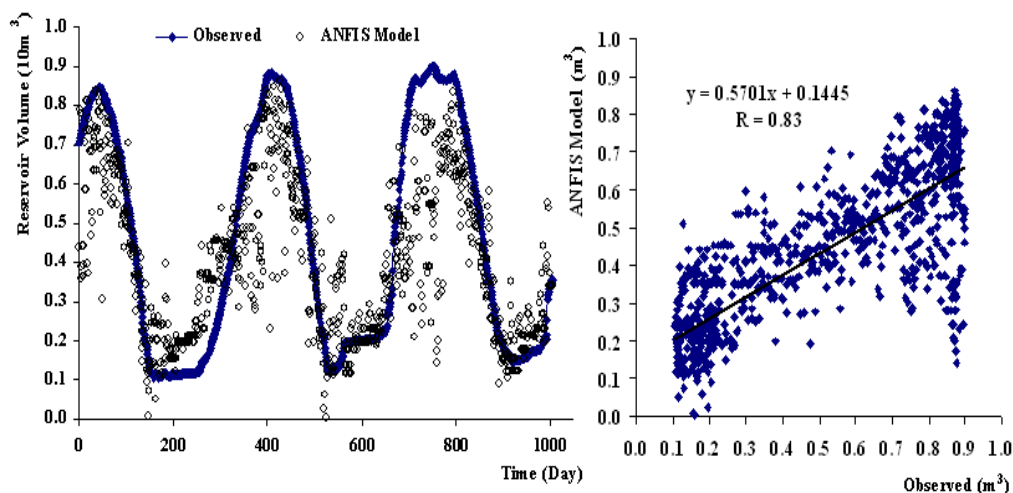 Observed ANFIS Model
Reservoir Volume (10m³)
1.0
0.9
0.8
0.7
0.6
0.5
0.4
0.3
0.2
0.1
0.0
0 200 400 600 800 1000
Time (Day)
ANFIS Model (m³)
1.0
0.9
0.8
0.7
0.6
0.5
0.4
0.3
0.2
0.1
0.0
y = 0.5701x + 0.1445
R = 0.83
0.0 0.1 0.2 0.3 0.4 0.5 0.6 0.7 0.8 0.9 1.0
Observed (m³)